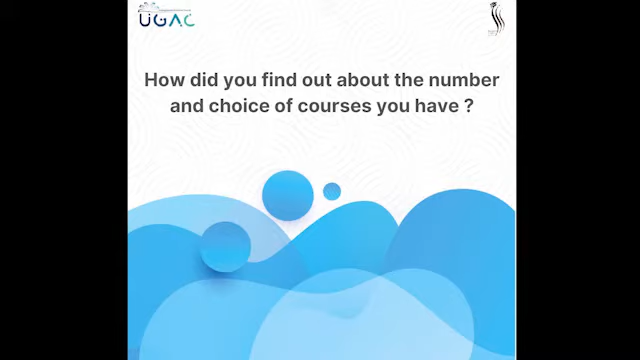 UGAC
How did you find out about the number
and choice of courses you have ?